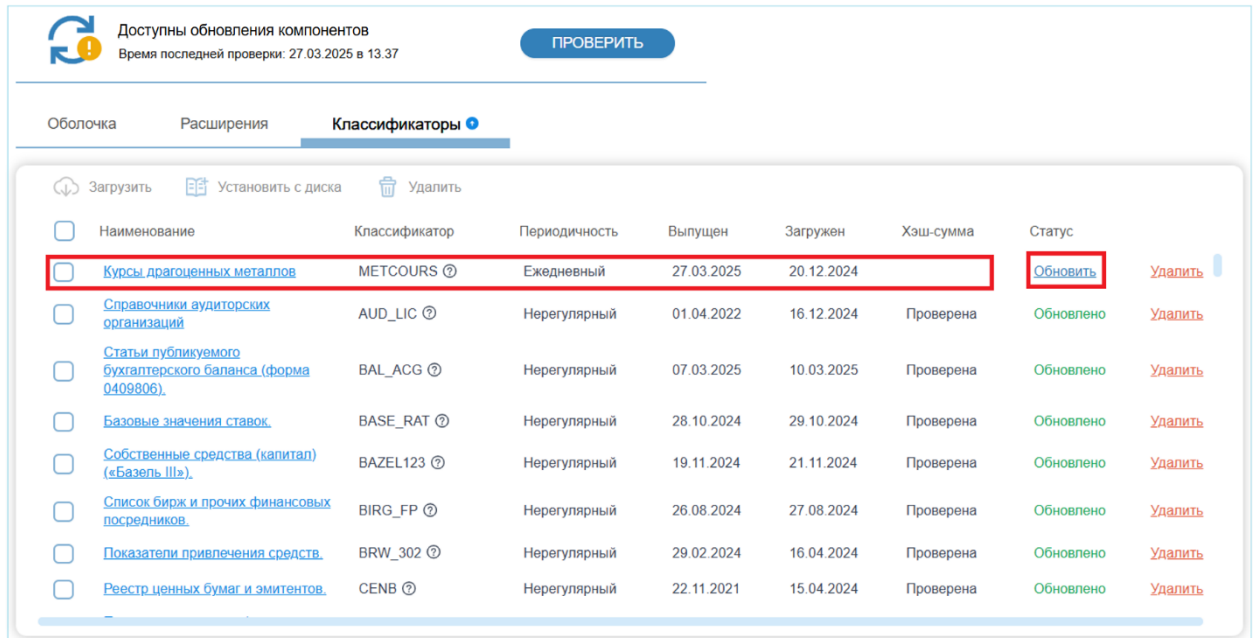 Доступны обновления компонентов
Время последней проверки: 27.03.2025 в 13.37
ПРОВЕРИТЬ
Оболочка Расширения Классификаторы
Загрузить Установить с диска Удалить
Наименование Классификатор Периодичность Выпущен Загружен Хэш-сумма Статус
Курсы драгоценных металлов METCOURS Ежедневный 27.03.2025 20.12.2024 Обновить Удалить
Справочники аудиторских
организаций AUD_LIC Нерегулярный 01.04.2022 16.12.2024 Проверена Обновлено Удалить
Статьи публикуемого
бухгалтерского баланса (форма BAL_ACG Нерегулярный 07.03.2025 10.03.2025 Проверена Обновлено Удалить
0409806).
Базовые значения ставок. BASE_RAT Нерегулярный 28.10.2024 29.10.2024 Проверена Обновлено Удалить
Собственные средства (капитал)
(«Базель III»). BAZEL123 Нерегулярный 19.11.2024 21.11.2024 Проверена Обновлено Удалить
Список бирж и прочих финансовых
посредников. BIRG_FP Нерегулярный 26.08.2024 27.08.2024 Проверена Обновлено Удалить
Показатели привлечения средств. BRW_302 Нерегулярный 29.02.2024 16.04.2024 Проверена Обновлено Удалить
Реестр ценных бумаг и эмитентов. CENB Нерегулярный 22.11.2021 15.04.2024 Проверена Обновлено Удалить